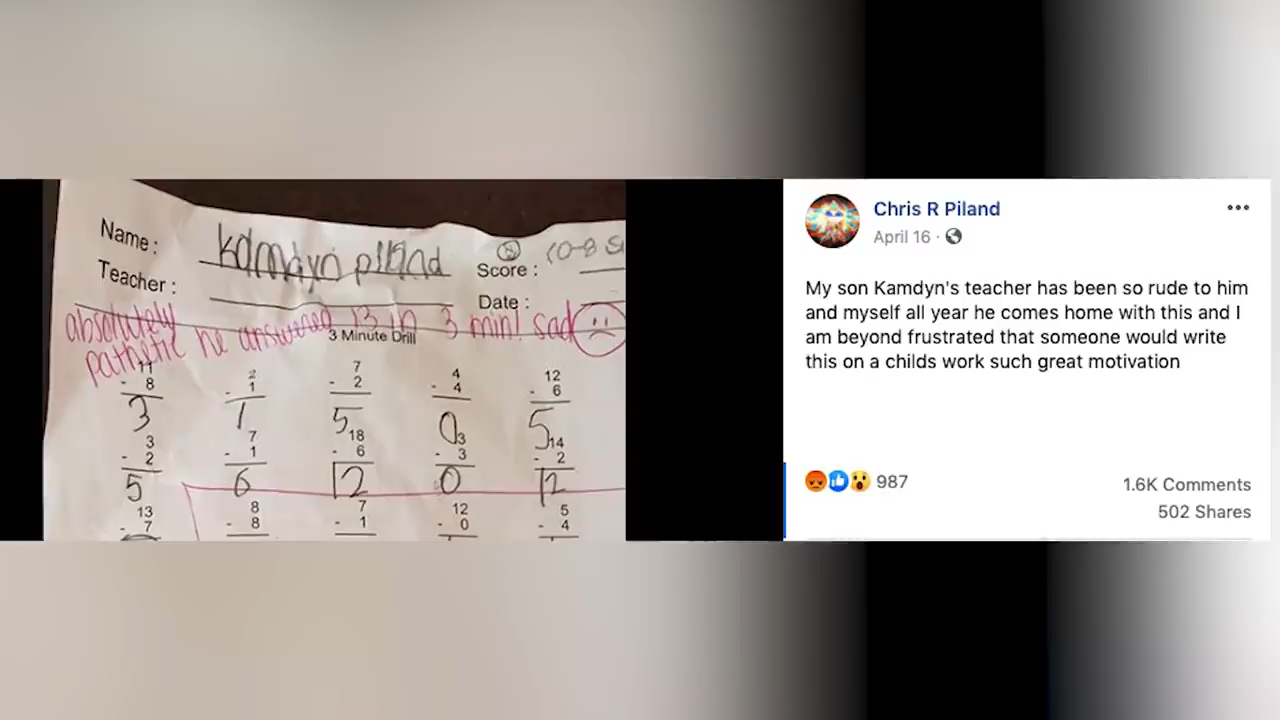 Name :
kamdyn piland
Score :
Teacher :
Date :
absolutely
pathetic he answered 13 in 3 min! sad
3 Minute Drill
11 2 7 4 12
- 8 - 1 - 2 - 4 - 6
3 1 5 0 5
3 7 18 3 14
- 2 - 1 - 6 - 3 - 2
5 6 12 0 12
13 8 7 12 5
- 7 - 8 - 1 - 0 - 4
Chris R Piland
April 16 ·
My son Kamdyn's teacher has been so rude to him
and myself all year he comes home with this and I
am beyond frustrated that someone would write
this on a childs work such great motivation
987
1.6K Comments
502 Shares